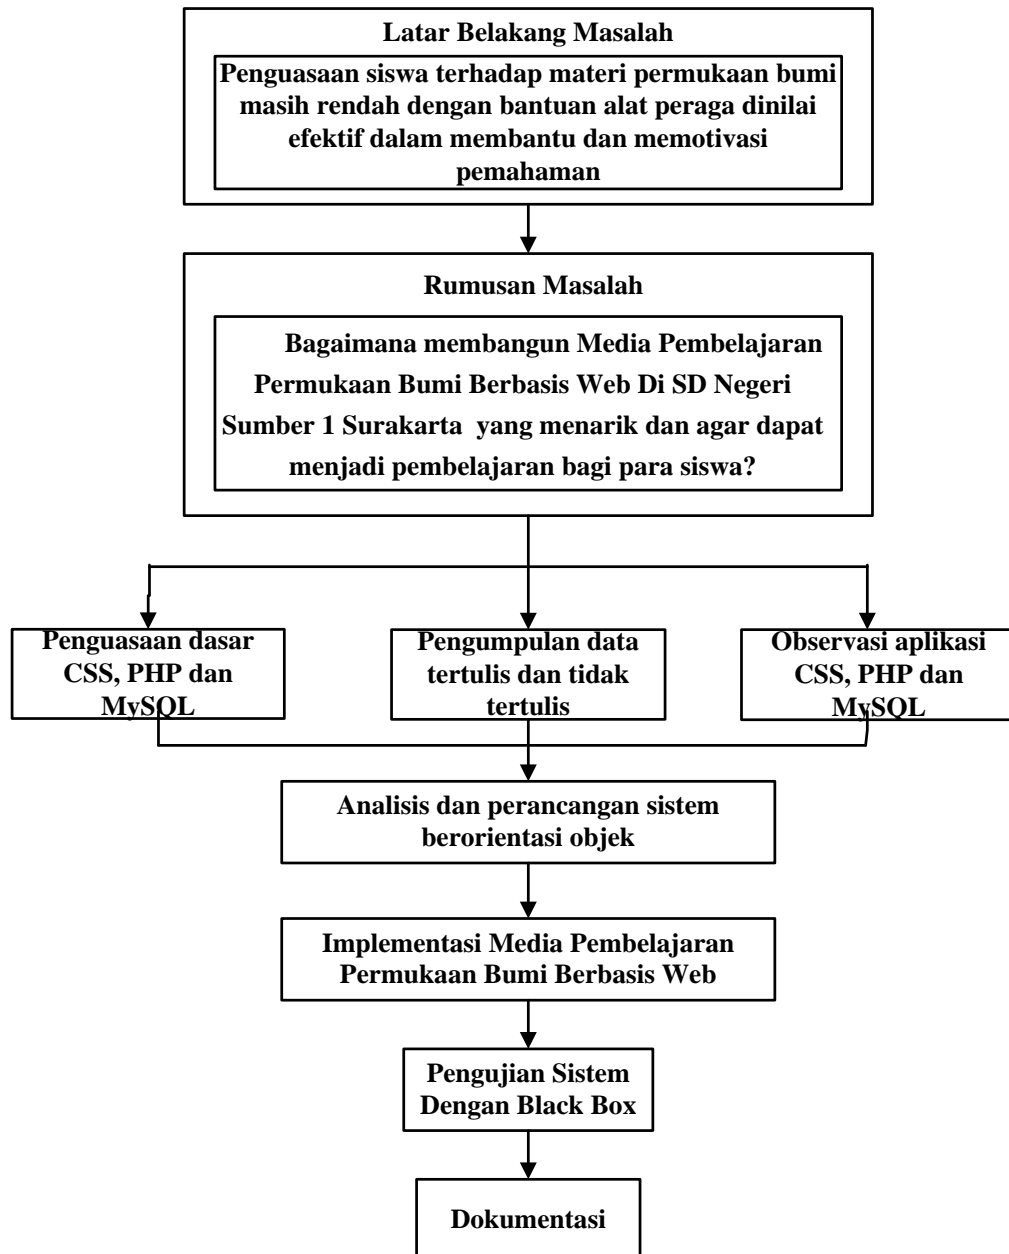 Latar Belakang Masalah
Penguasaan siswa terhadap materi permukaan bumi
masih rendah dengan bantuan alat peraga dinilai
efektif dalam membantu dan memotivasi
pemahaman
Rumusan Masalah
Bagaimana membangun Media Pembelajaran
Permukaan Bumi Berbasis Web Di SD Negeri
Sumber 1 Surakarta yang menarik dan agar dapat
menjadi pembelajaran bagi para siswa?
Penguasaan dasar
CSS, PHP dan
MySQL
Pengumpulan data
tertulis dan tidak
tertulis
Observasi aplikasi
CSS, PHP dan
MySQL
Analisis dan perancangan sistem
berorientasi objek
Implementasi Media Pembelajaran
Permukaan Bumi Berbasis Web
Pengujian Sistem
Dengan Black Box
Dokumentasi